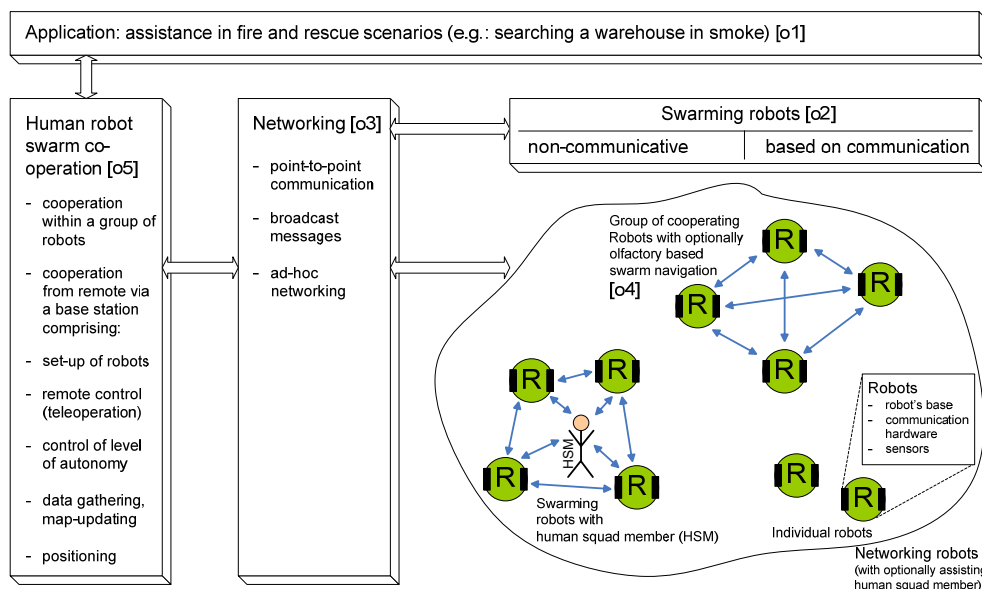 Application: assistance in fire and rescue scenarios (e.g.: searching a warehouse in smoke) [o1]
Human robot
swarm co-
operation [o5]
- cooperation
within a group of
robots
- cooperation
from remote via
a base station
comprising:
- set-up of robots
- remote control
(teleoperation)
- control of level
of autonomy
- data gathering,
map-updating
- positioning
Networking [o3]
- point-to-point
communication
- broadcast
messages
- ad-hoc
networking
Swarming robots [o2]
non-communicative
based on communication
Group of cooperating
Robots with optionally
olfactory based
swarm navigation
[o4]
R
R
R
R
R
R
R
R
HSM
Swarming
robots with
human squad member (HSM)
Robots
- robot's base
- communication
hardware
- sensors
R
R
Individual robots
Networking robots
(with optionally assisting
human squad member)